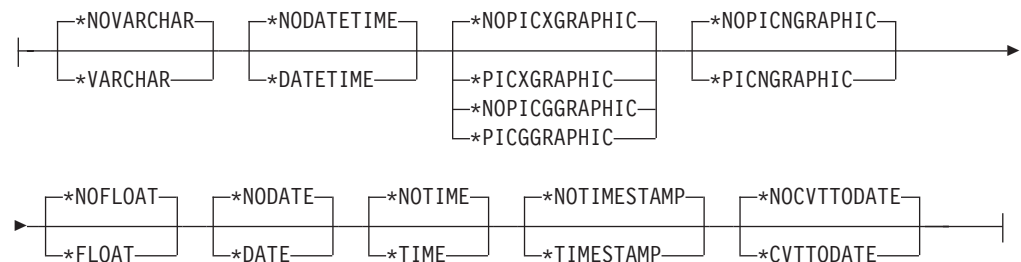 *NOVARCHAR *NODATETIME *NOPICXGRAPHIC *NOPICNGRAPHIC
*VARCHAR *DATETIME *PICXGRAPHIC *PICNGRAPHIC
*NOPICGGRAPHIC
*PICGGRAPHIC
*NOFLOAT *NODATE *NOTIME *NOTIMESTAMP *NOCVTTODATE
*FLOAT *DATE *TIME *TIMESTAMP *CVTTODATE